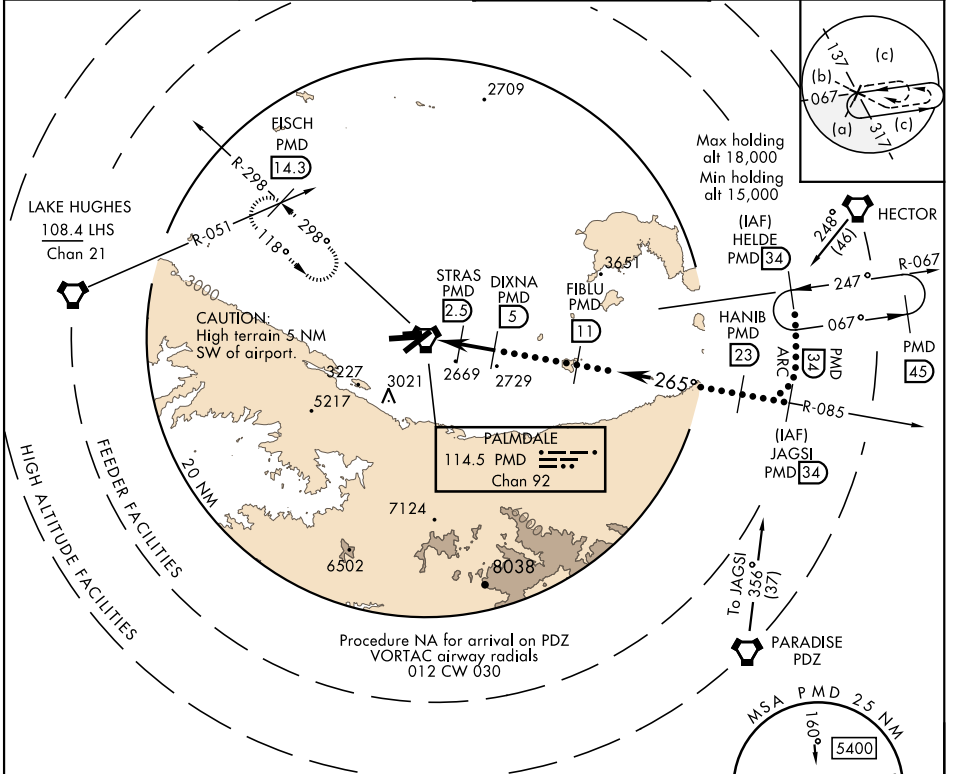 2709
EISCH
PMD
14.3
R-298
R-051
298°
118°
LAKE HUGHES
108.4 LHS
Chan 21
3000
CAUTION:
High terrain 5 NM
SW of airport.
3227
3021
5217
STRAS
PMD
2.5
DIXNA
PMD
5
FIBLU
PMD
11
3651
2669
2729
265°
PALMDALE
114.5 PMD
Chan 92
7124
6502
8038
20 NM
FEEDER FACILITIES
HIGH ALTITUDE FACILITIES
Procedure NA for arrival on PDZ
VORTAC airway radials
012 CW 030
Max holding
alt 18,000
Min holding
alt 15,000
(IAF)
HELDE
PMD 34
248°
(46)
HECTOR
R-067
247°
067°
HANIB
PMD
23
ARC
34
PMD
PMD
45
R-085
(IAF)
JAGSI
PMD 34
To JAGSI
356°
(37)
PARADISE
PDZ
137
(c)
(b)
067
(a)
(c)
317
MSA PMD 25 NM
160°
5400